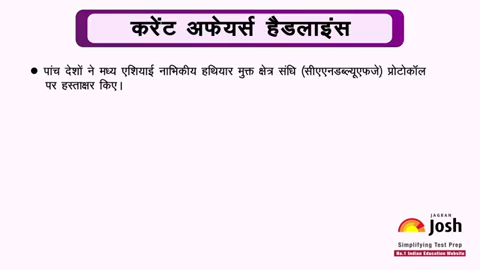 करेंट अफेयर्स हैडलाइंस
● पांच देशों ने मध्य एशियाई नाभिकीय हथियार मुक्त क्षेत्र संधि (सीएएनडब्ल्यूएफजे) प्रोटोकॉल
पर हस्ताक्षर किए।
JAGRAN
Josh
Simplifying Test Prep
No.1 Indian Education Website